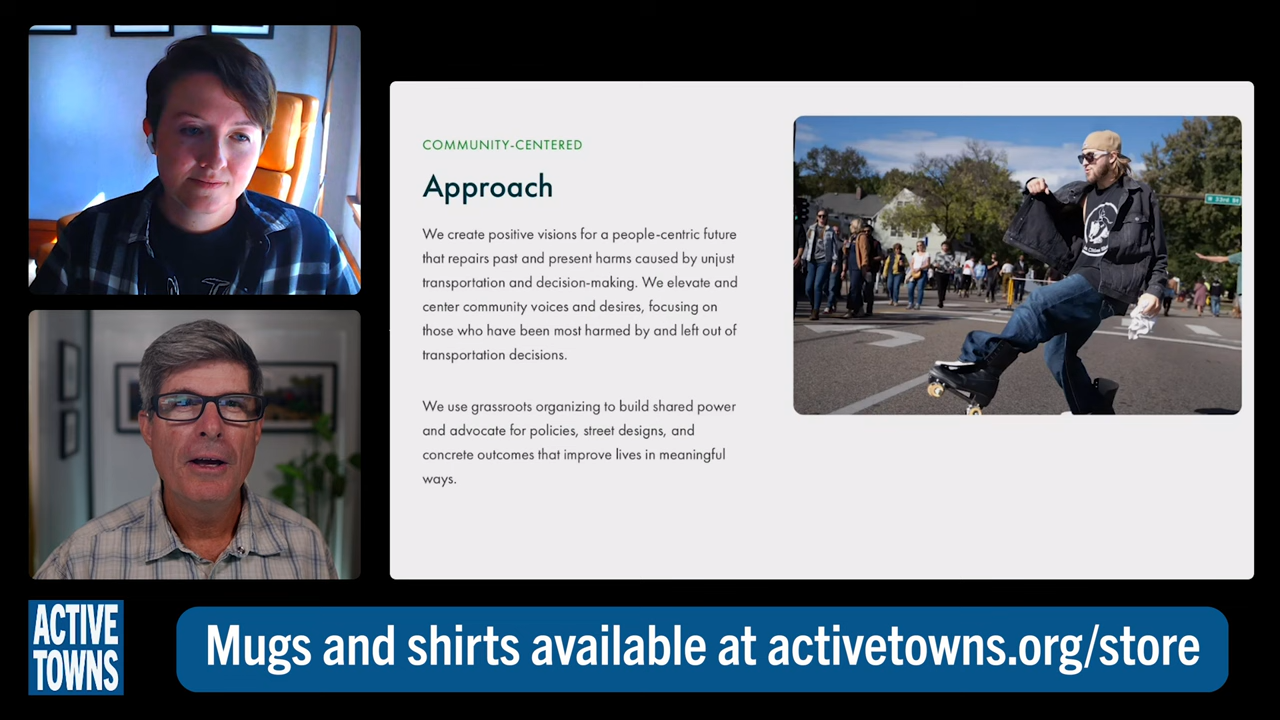 COMMUNITY-CENTERED
Approach
We create positive visions for a people-centric future
that repairs past and present harms caused by unjust
transportation and decision-making. We elevate and
center community voices and desires, focusing on
those who have been most harmed by and left out of
transportation decisions.
We use grassroots organizing to build shared power
and advocate for policies, street designs, and
concrete outcomes that improve lives in meaningful
ways.
W 33rd St
ACTIVE
TOWNS
Mugs and shirts available at activetowns.org/store